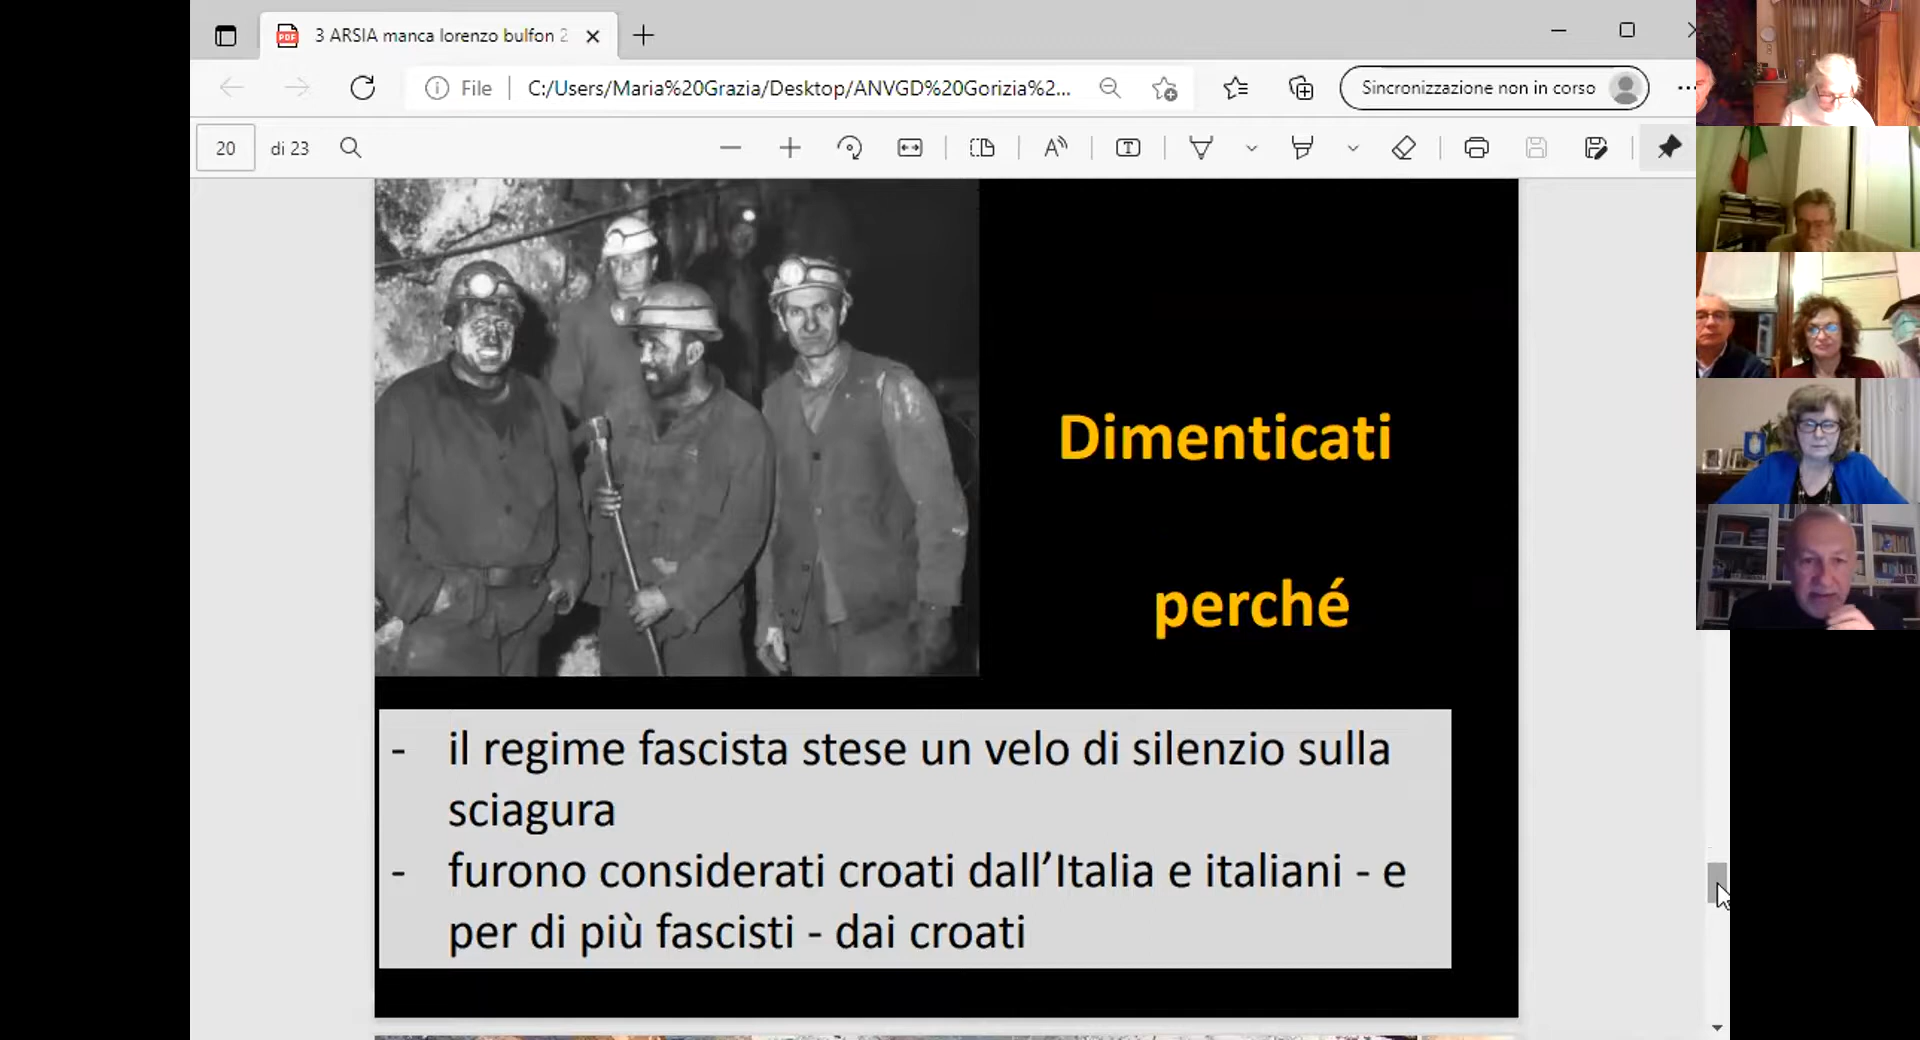 3 ARSIA manca lorenzo bulfon 2
File
C:/Users/Maria%20Grazia/Desktop/ANVGD%20Gorizia%2...
Sincronizzazione non in corso
20 di 23
Dimenticati
perché
- il regime fascista stese un velo di silenzio sulla
sciagura
- furono considerati croati dall’Italia e italiani - e
per di più fascisti - dai croati